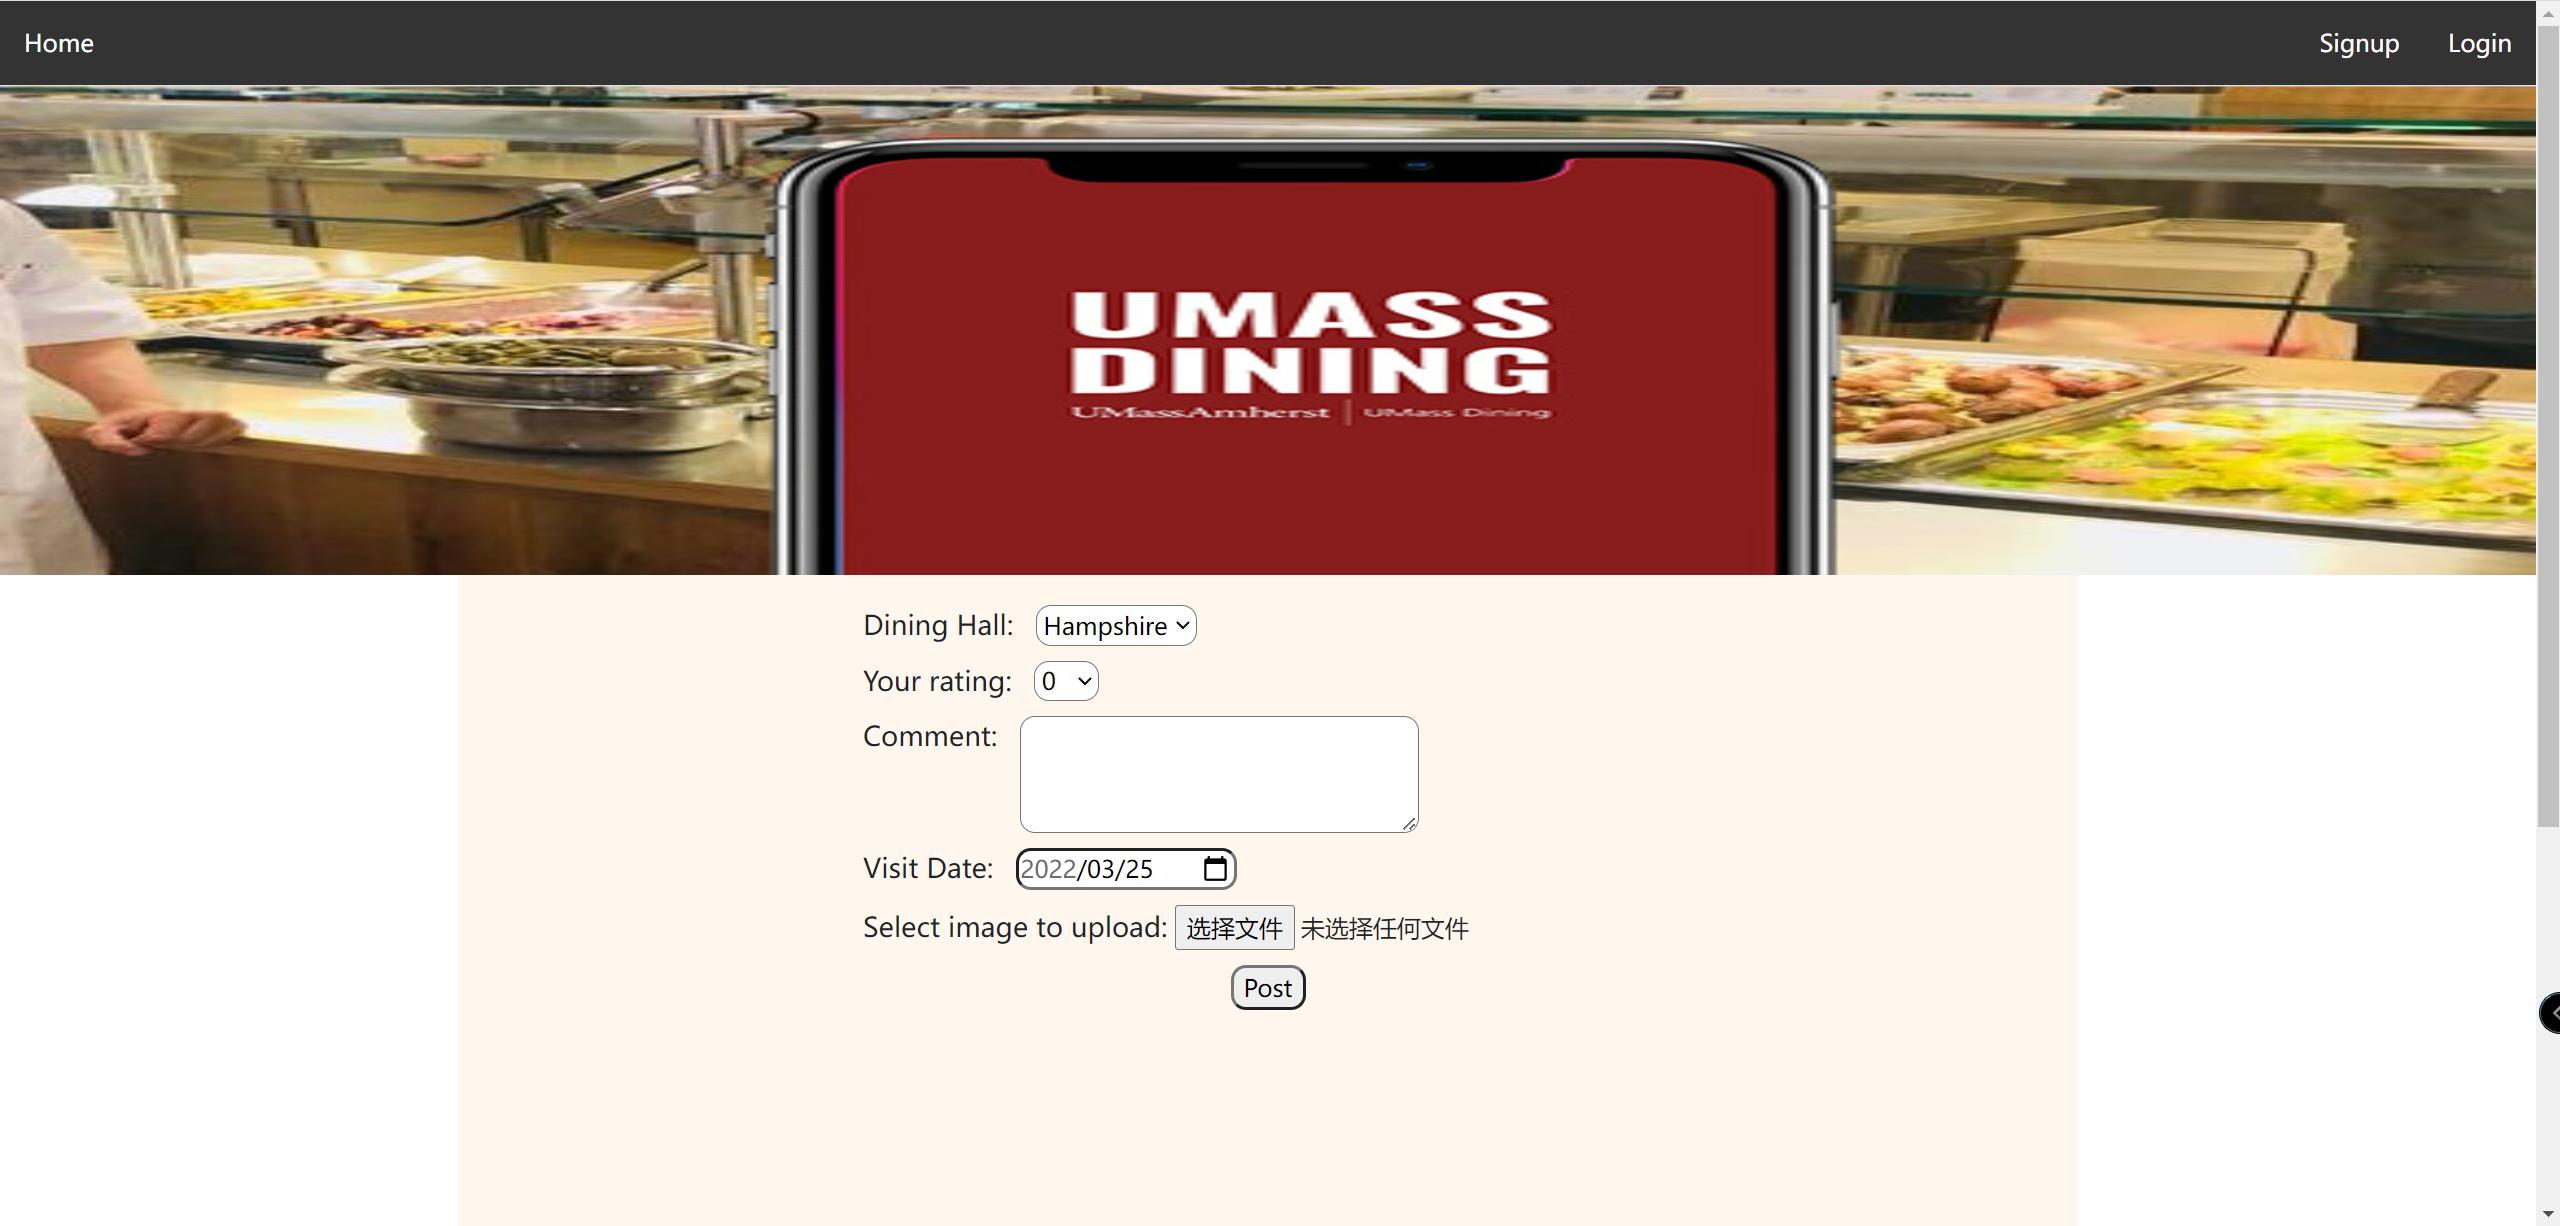 Home Signup Login
UMASS
DINING
UMassAmherst | UMass Dining
Dining Hall: Hampshire
Your rating: 0
Comment:
Visit Date: 2022/03/25
Select image to upload: 选择文件 未选择任何文件
Post